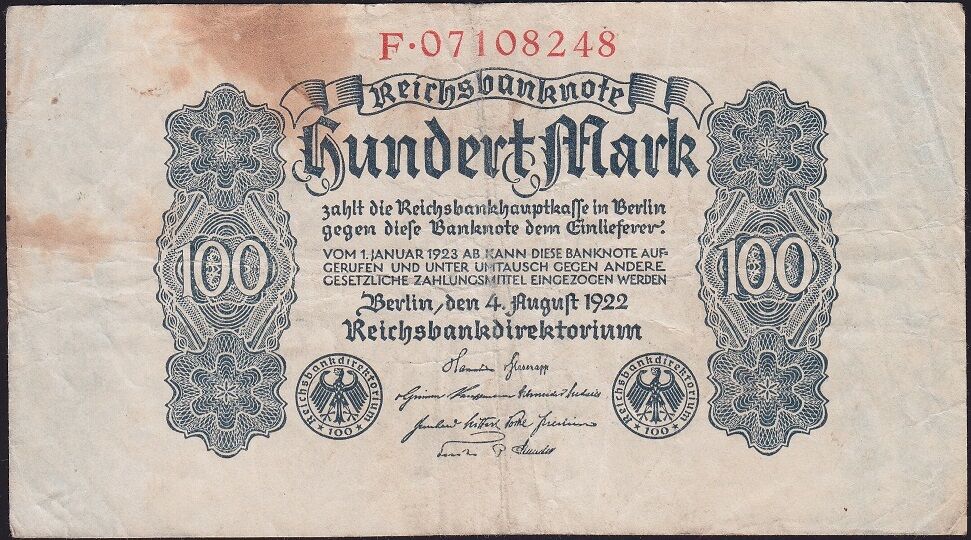 F·07108248
Reichsbanknote
Hundert Mark
zahlt die Reichsbankhauptkasse in Berlin
gegen diese Banknote dem Einlieferer.
VOM 1. JANUAR 1923 AB KANN DIESE BANKNOTE AUF-
GERUFEN UND UNTER UMTAUSCH GEGEN ANDERE
GESETZLICHE ZAHLUNGSMITTEL EINGEZOGEN WERDEN
100
100
Berlin, den 4. August 1922
Reichsbankdirektorium
Reichsbankdirektorium
100
Reichsbankdirektorium
100